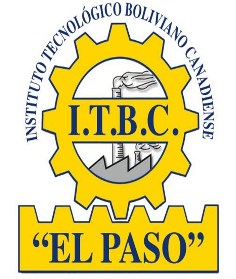 INSTITUTO TECNOLÓGICO BOLIVIANO CANADIENSE
I.T.B.C.
“EL PASO”